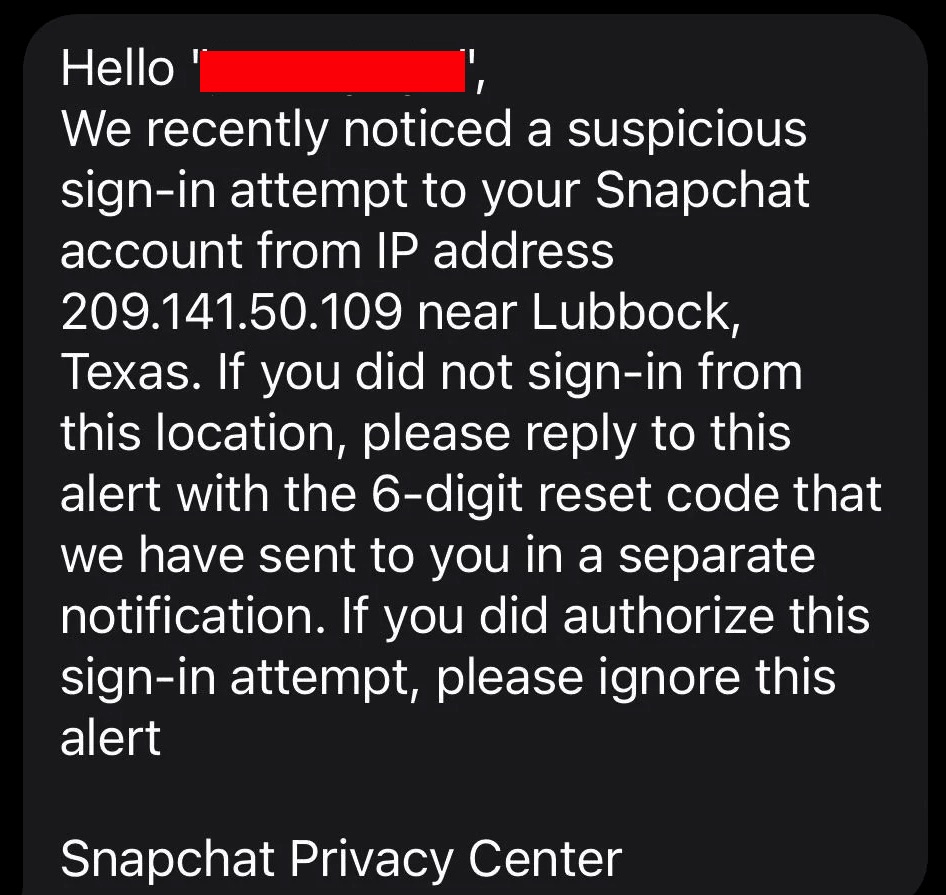 Hello '',
We recently noticed a suspicious
sign-in attempt to your Snapchat
account from IP address
209.141.50.109 near Lubbock,
Texas. If you did not sign-in from
this location, please reply to this
alert with the 6-digit reset code that
we have sent to you in a separate
notification. If you did authorize this
sign-in attempt, please ignore this
alert
Snapchat Privacy Center